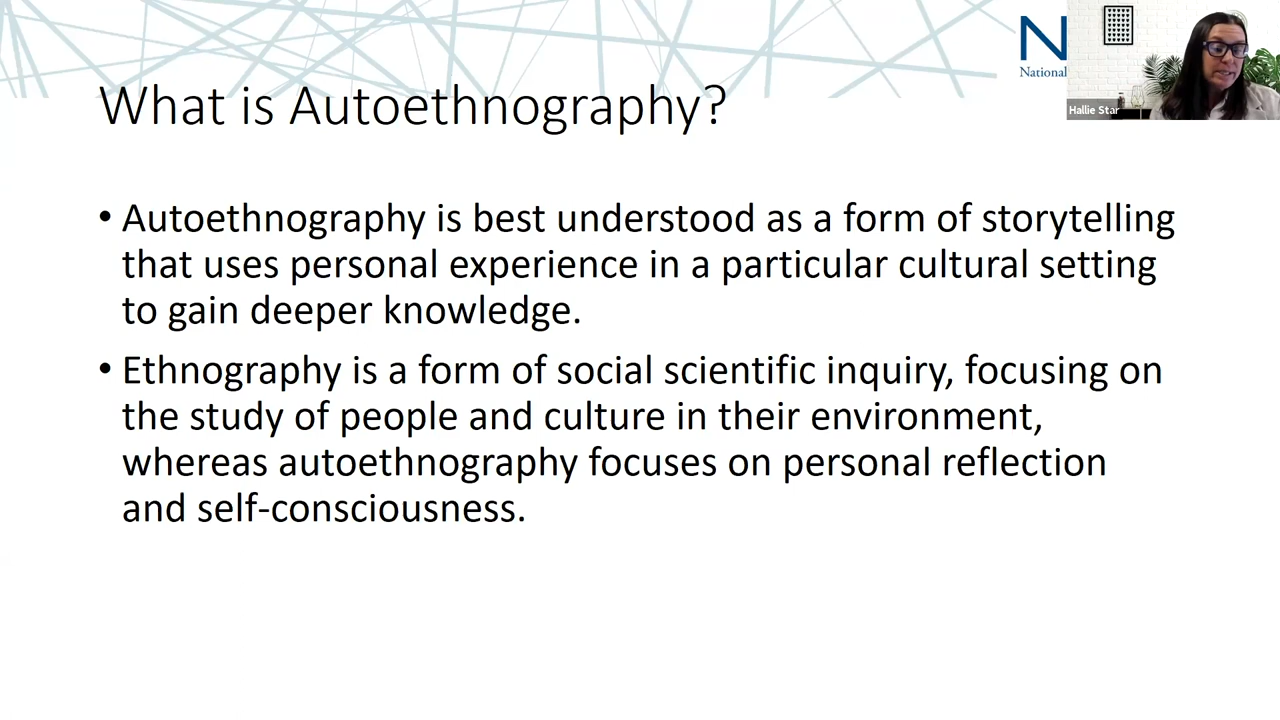 N
National
Hallie Star
What is Autoethnography?
• Autoethnography is best understood as a form of storytelling
that uses personal experience in a particular cultural setting
to gain deeper knowledge.
• Ethnography is a form of social scientific inquiry, focusing on
the study of people and culture in their environment,
whereas autoethnography focuses on personal reflection
and self-consciousness.